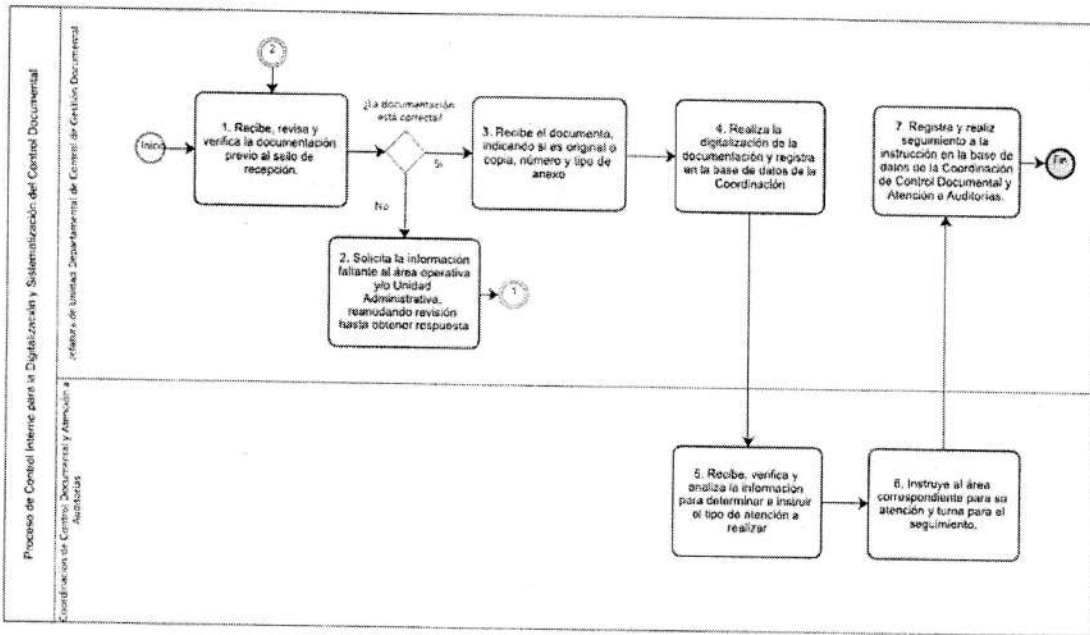 Proceso de Control Interno para la Digitalización y Sistematización del Control Documental
Jefatura de Unidad Departamental de Control de Gestión Documental
Inicio
2
1. Recibe, revisa y
verifica la documentación
previo al sello de
recepción.
¿La documentación
está correcta?
Si
No
2. Solicita la información
faltante al área operativa
y/o Unidad
Administrativa,
reanudando revisión
hasta obtener respuesta
1
3. Recibe el documento,
indicando si es original o
copia, número y tipo de
anexo
4. Realiza la
digitalización de la
documentación y registra
en la base de datos de la
Coordinación
7. Registra y realiz
seguimiento a la
instrucción en la base de
datos de la Coordinación
de Control Documental y
Atención a Auditorías.
Fin
Coordinación de Control Documental y Atención a
Auditorías
5. Recibe, verifica y
analiza la información
para determinar e instruir
el tipo de atención a
realizar
6. Instruye al área
correspondiente para su
atención y turna para el
seguimiento.